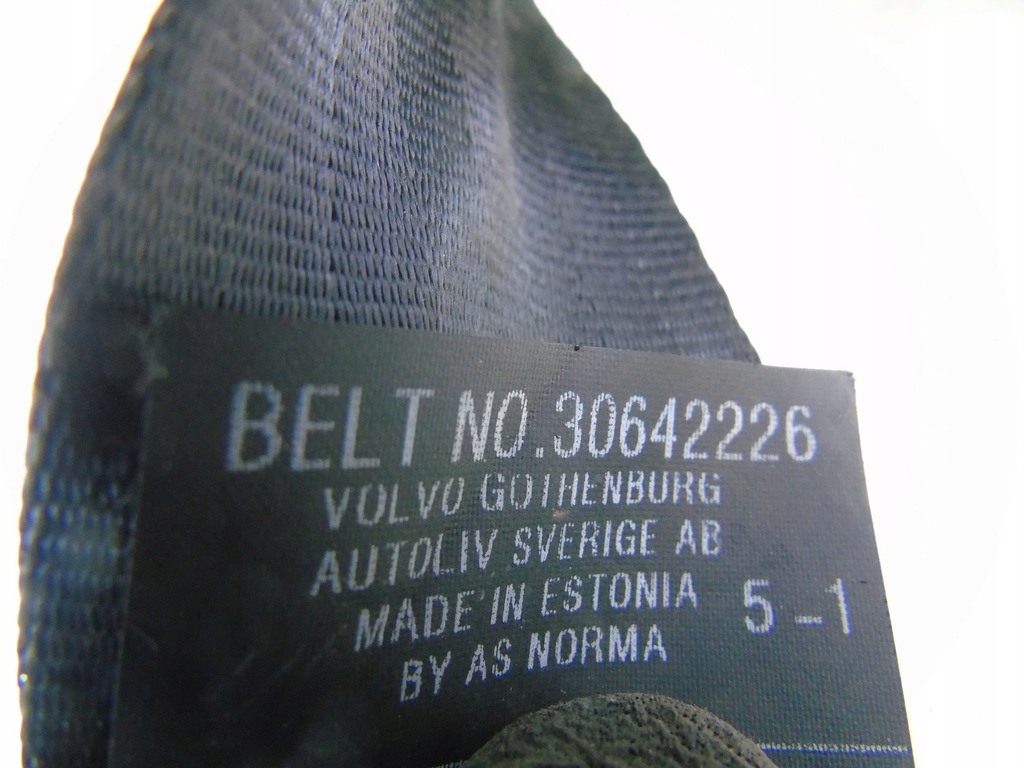 BELT NO.30642226
VOLVO GOTHENBURG
AUTOLIV SVERIGE AB
MADE IN ESTONIA 5-1
BY AS NORMA